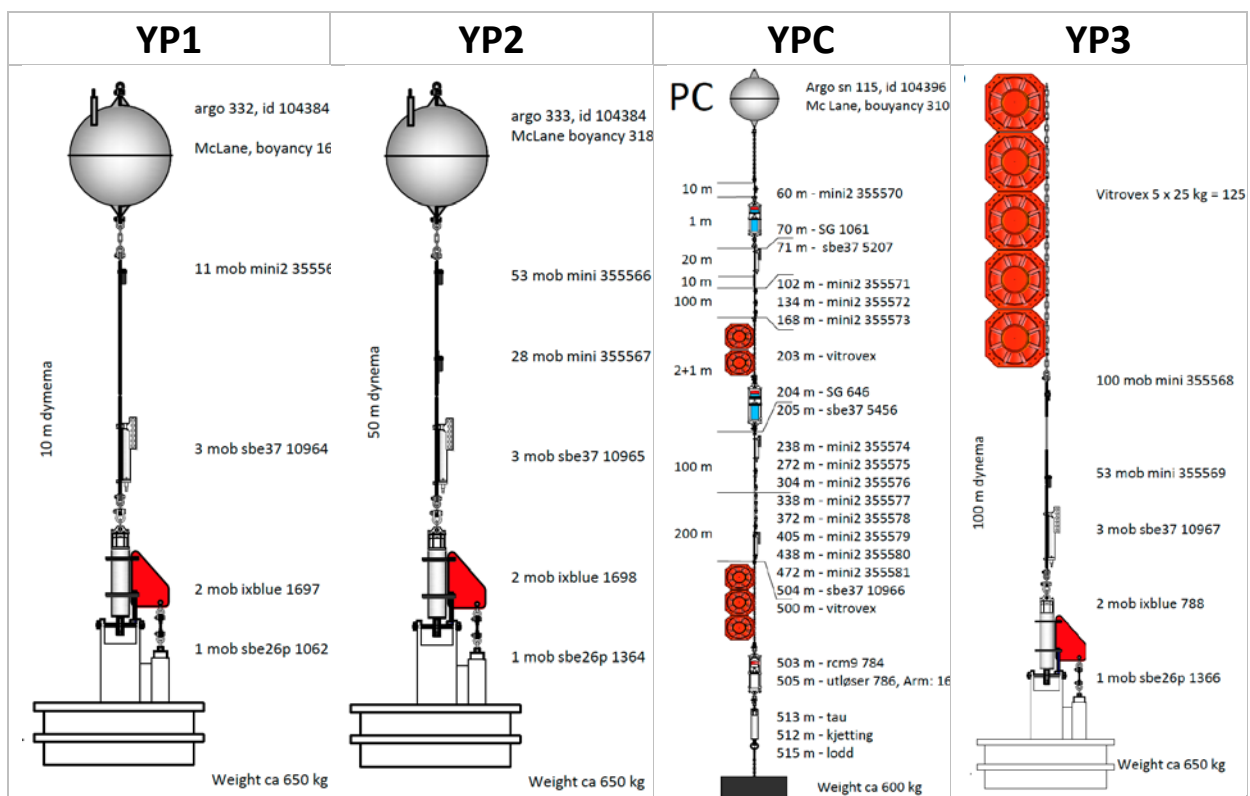 YP1
YP2
YPC
YP3
argo 332, id 104384
McLane, boyancy 16
11 mob mini2 35556
10 m dymema
3 mob sbe37 10964
2 mob ixblue 1697
1 mob sbe26p 1062
Weight ca 650 kg
argo 333, id 104384
McLane boyancy 318
53 mob mini 355566
28 mob mini 355567
50 m dynema
3 mob sbe37 10965
2 mob ixblue 1698
1 mob sbe26p 1364
Weight ca 650 kg
PC
Argo sn 115, id 104396
Mc Lane, bouyancy 310
10 m
1 m
20 m
10 m
100 m
2+1 m
100 m
200 m
60 m - mini2 355570
70 m - SG 1061
71 m - sbe37 5207
102 m - mini2 355571
134 m - mini2 355572
168 m - mini2 355573
203 m - vitrovex
204 m - SG 646
205 m - sbe37 5456
238 m - mini2 355574
272 m - mini2 355575
304 m - mini2 355576
338 m - mini2 355577
372 m - mini2 355578
405 m - mini2 355579
438 m - mini2 355580
472 m - mini2 355581
504 m - sbe37 10966
500 m - vitrovex
503 m - rcm9 784
505 m - utløser 786, Arm: 16
513 m - tau
512 m - kjetting
515 m - lodd
Weight ca 600 kg
Vitrovex 5 x 25 kg = 125
100 mob mini 355568
53 mob mini 355569
100 m dynema
3 mob sbe37 10967
2 mob ixblue 788
1 mob sbe26p 1366
Weight ca 650 kg